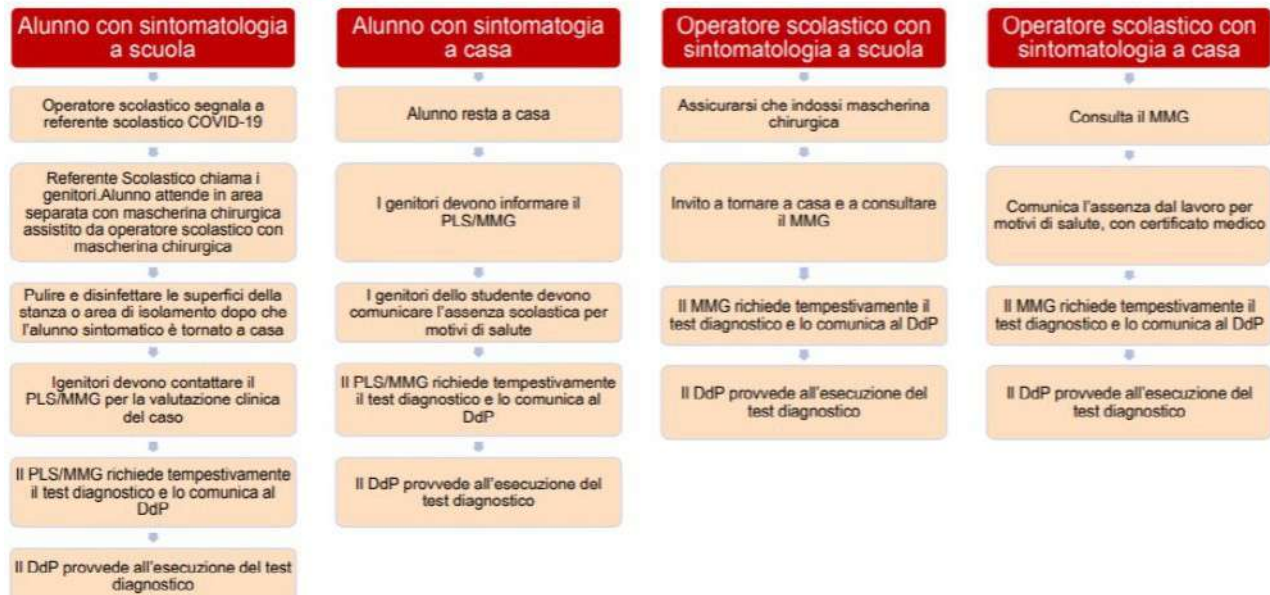 Alunno con sintomatologia
a scuola
Operatore scolastico segnala a
referente scolastico COVID-19
Referente Scolastico chiama i
genitori.Alunno attende in area
separata con mascherina chirurgica
assistito da operatore scolastico con
mascherina chirurgica
Pulire e disinfettare le superfici della
stanza o area di isolamento dopo che
l'alunno sintomatico è tornato a casa
Igenitori devono contattare il
PLS/MMG per la valutazione clinica
del caso
Il PLS/MMG richiede tempestivamente
il test diagnostico e lo comunica al
DdP
Il DdP provvede all'esecuzione del test
diagnostico
Alunno con sintomatogia
a casa
Alunno resta a casa
I genitori devono informare il
PLS/MMG
I genitori dello studente devono
comunicare l'assenza scolastica per
motivi di salute
Il PLS/MMG richiede tempestivamente
il test diagnostico e lo comunica al
DdP
Il DdP provvede all'esecuzione del
test diagnostico
Operatore scolastico con
sintomatologia a scuola
Assicurarsi che indossi mascherina
chirurgica
Invito a tornare a casa e a consultare
il MMG
Il MMG richiede tempestivamente il
test diagnostico e lo comunica al DdP
Il DdP provvede all'esecuzione del
test diagnostico
Operatore scolastico con
sintomatologia a casa
Consulta il MMG
Comunica l'assenza dal lavoro per
motivi di salute, con certificato medico
Il MMG richiede tempestivamente il
test diagnostico e lo comunica al DdP
Il DdP provvede all'esecuzione del
test diagnostico